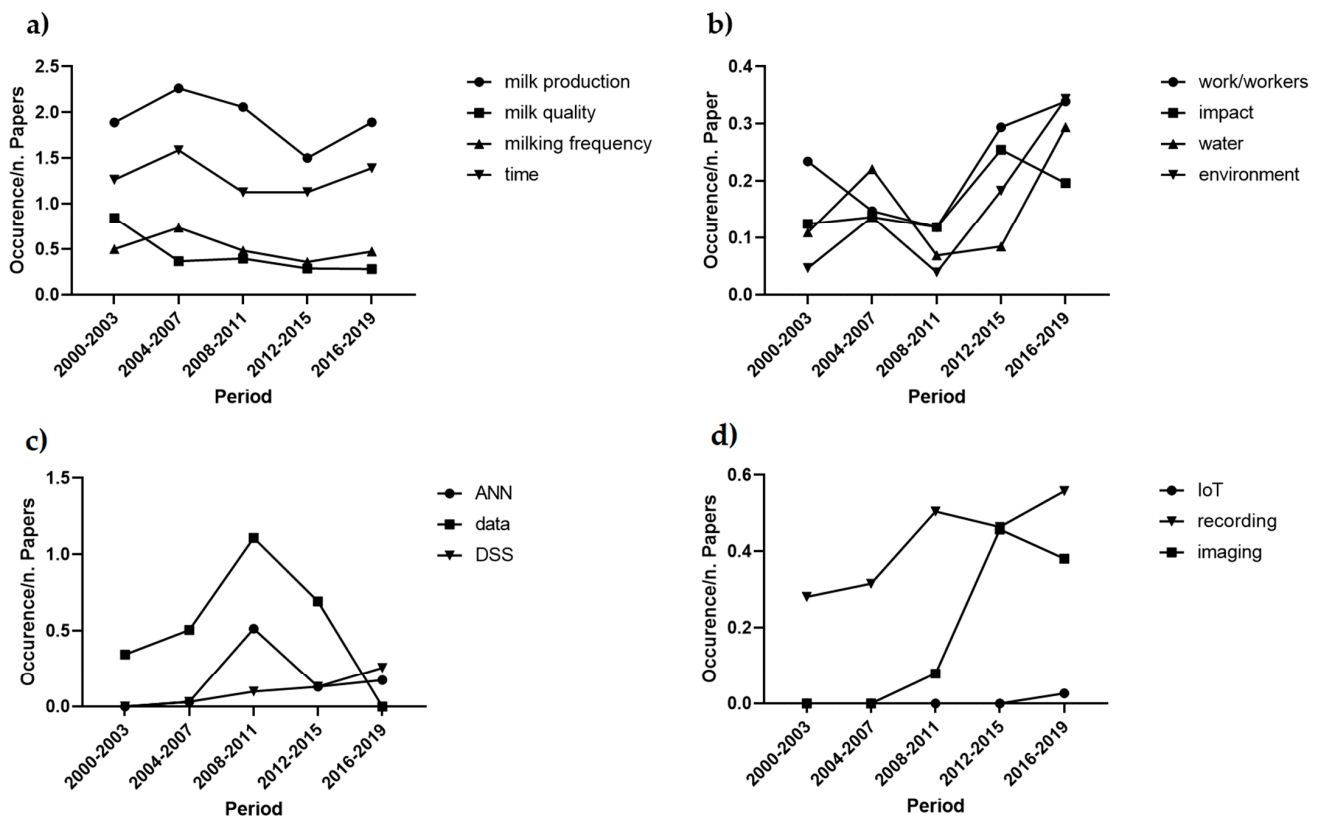 a)
Occurence/n. Papers
2.5
2.0
1.5
1.0
0.5
0.0
2000-2003
2004-2007
2008-2011
2012-2015
2016-2019
Period
milk production
milk quality
milking frequency
time
b)
Occurence/n. Paper
0.4
0.3
0.2
0.1
0.0
2000-2003
2004-2007
2008-2011
2012-2015
2016-2019
Period
work/workers
impact
water
environment
c)
Occurence/n. Papers
1.5
1.0
0.5
0.0
2000-2003
2004-2007
2008-2011
2012-2015
2016-2019
Period
ANN
data
DSS
d)
Occurence/n. Papers
0.6
0.4
0.2
0.0
2000-2003
2004-2007
2008-2011
2012-2015
2016-2019
Period
IoT
recording
imaging